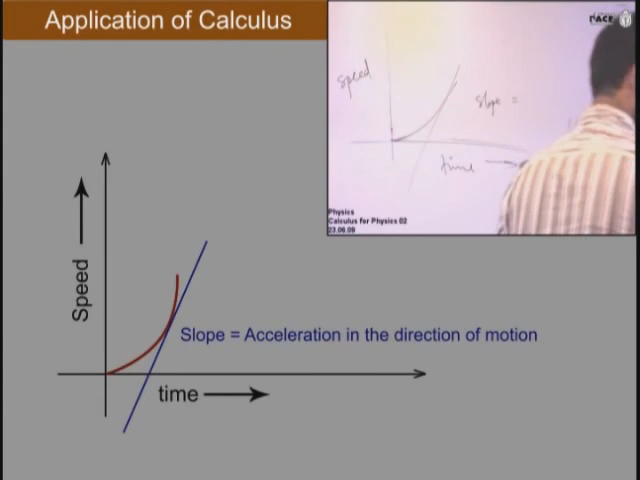 Application of Calculus
PACE
speed
slope =
time
Physics
Calculus for Physics 02
23.06.09
Speed
Slope = Acceleration in the direction of motion
time